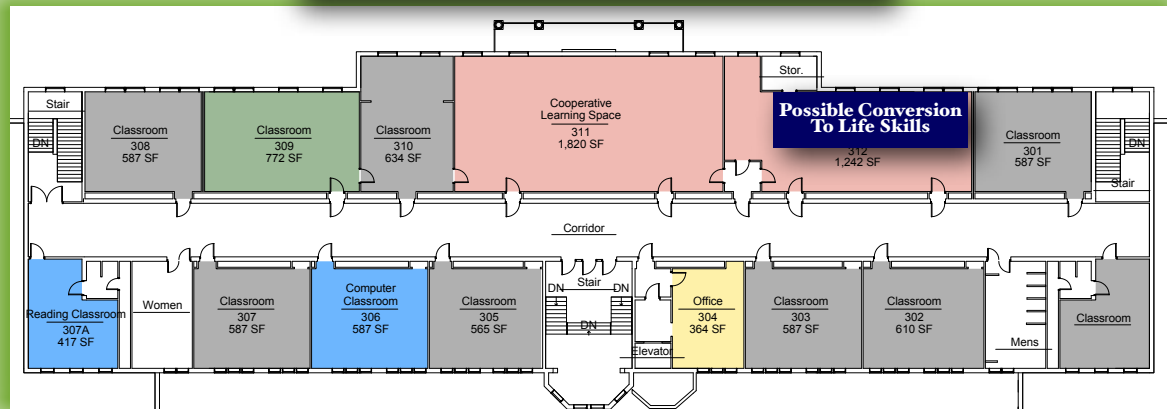 Stor.
Stair
DN
Classroom
308
587 SF
Classroom
309
772 SF
Classroom
310
634 SF
Cooperative
Learning Space
311
1,820 SF
Possible Conversion
To Life Skills
312
1,242 SF
Classroom
301
587 SF
DN
Stair
Corridor
Reading Classroom
307A
417 SF
Women
Classroom
307
587 SF
Computer
Classroom
306
587 SF
Classroom
305
565 SF
Stair
DN
DN
DN
Elevator
Office
304
364 SF
Classroom
303
587 SF
Classroom
302
610 SF
Mens
Classroom